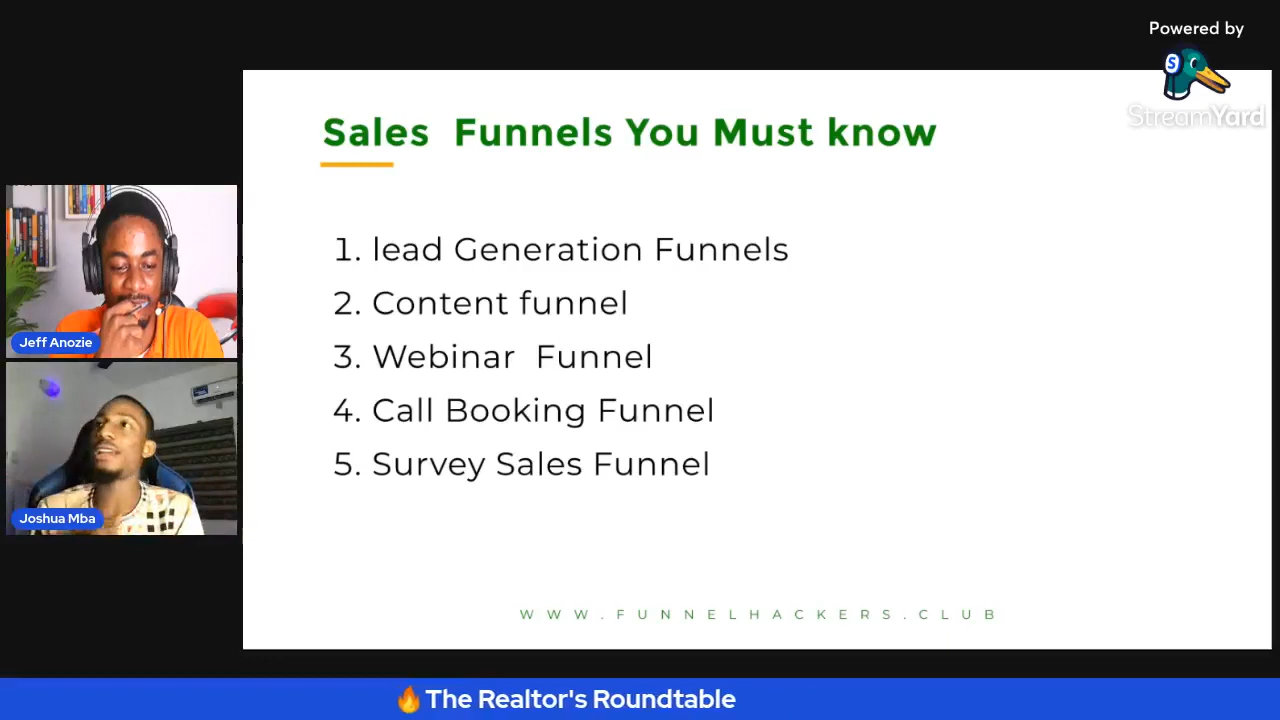 Powered by
StreamYard
Sales Funnels You Must know
1. lead Generation Funnels
2. Content funnel
3. Webinar Funnel
4. Call Booking Funnel
5. Survey Sales Funnel
WWW.FUNNELHACKERS.CLUB
Jeff Anozie
Joshua Mba
🔥The Realtor's Roundtable